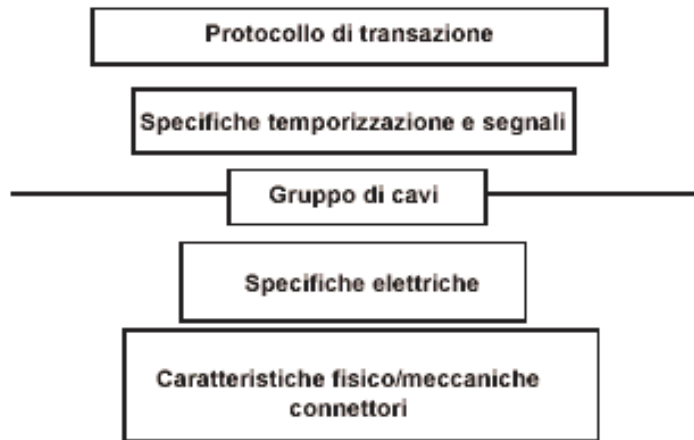 Protocollo di transazione
Specifiche temporizzazione e segnali
Gruppo di cavi
Specifiche elettriche
Caratteristiche fisico/meccaniche
connettori